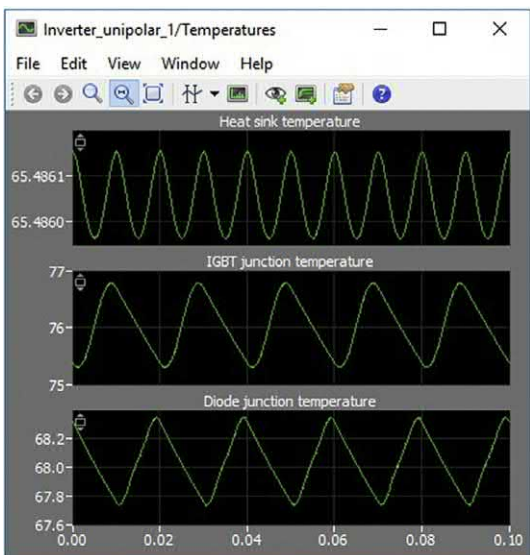 Inverter_unipolar_1/Temperatures
File Edit View Window Help
Heat sink temperature
65.4861
65.4860
IGBT junction temperature
77
76
75
Diode junction temperature
68.2
68.0
67.8
67.6
0.00 0.02 0.04 0.06 0.08 0.10